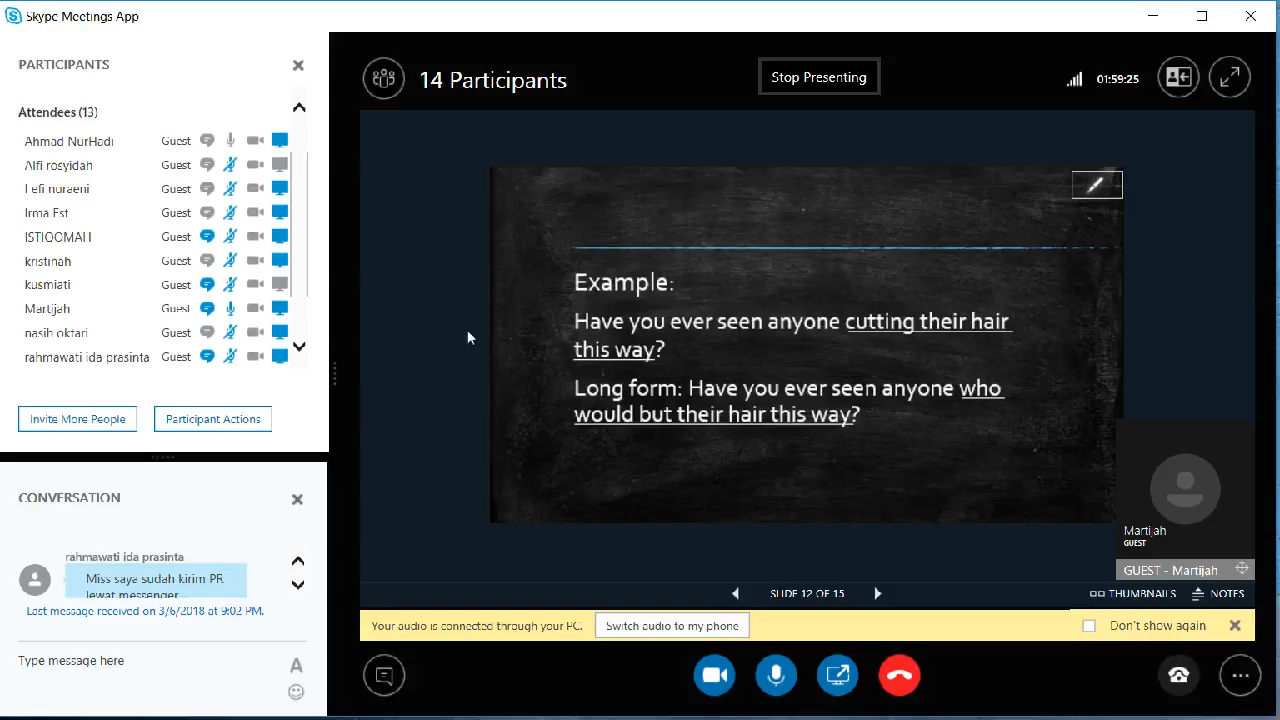 Skype Meetings App
PARTICIPANTS
Attendees (13)
Ahmad NurHadi Guest
Alfi rosyidah Guest
Lefi nuraeni Guest
Irma Est Guest
ISTIQOMAH Guest
kristinah Guest
kusmiati Guest
Martijah Guest
nasih oktari Guest
rahmawati ida prasinta Guest
Invite More People Participant Actions
CONVERSATION
rahmawati ida prasinta
Miss saya sudah kirim PR
lewat messenger
Last message received on 3/6/2018 at 9:02 PM.
Type message here
A
14 Participants
Stop Presenting
01:59:25
Example:
Have you ever seen anyone cutting their hair
this way?
Long form: Have you ever seen anyone who
would but their hair this way?
Martijah
GUEST
GUEST - Martijah
SLIDE 12 OF 15
THUMBNAILS NOTES
Your audio is connected through your PC. Switch audio to my phone Don't show again